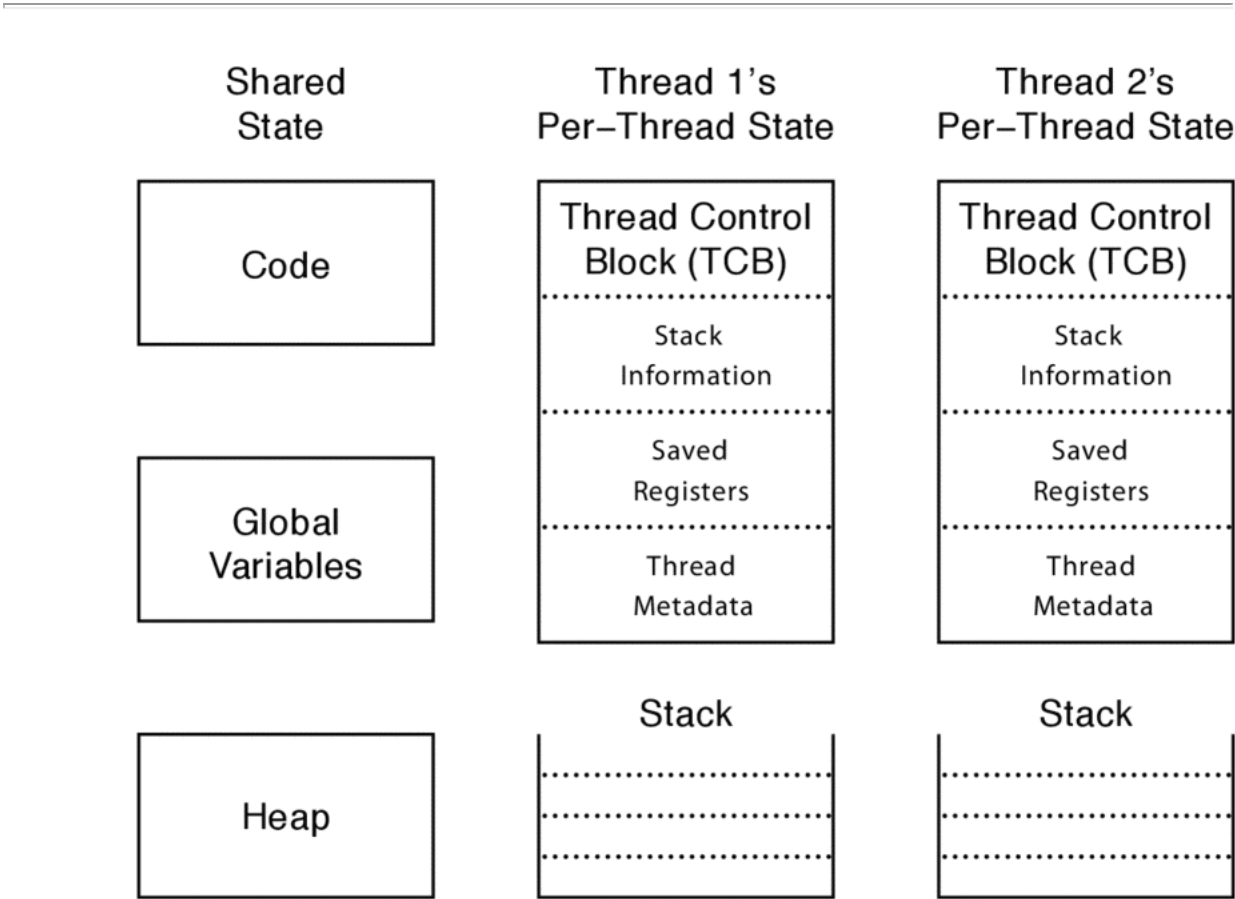 Shared
State
Code
Global
Variables
Heap
Thread 1's
Per–Thread State
Thread Control
Block (TCB)
Stack
Information
Saved
Registers
Thread
Metadata
Stack
Thread 2's
Per–Thread State
Thread Control
Block (TCB)
Stack
Information
Saved
Registers
Thread
Metadata
Stack